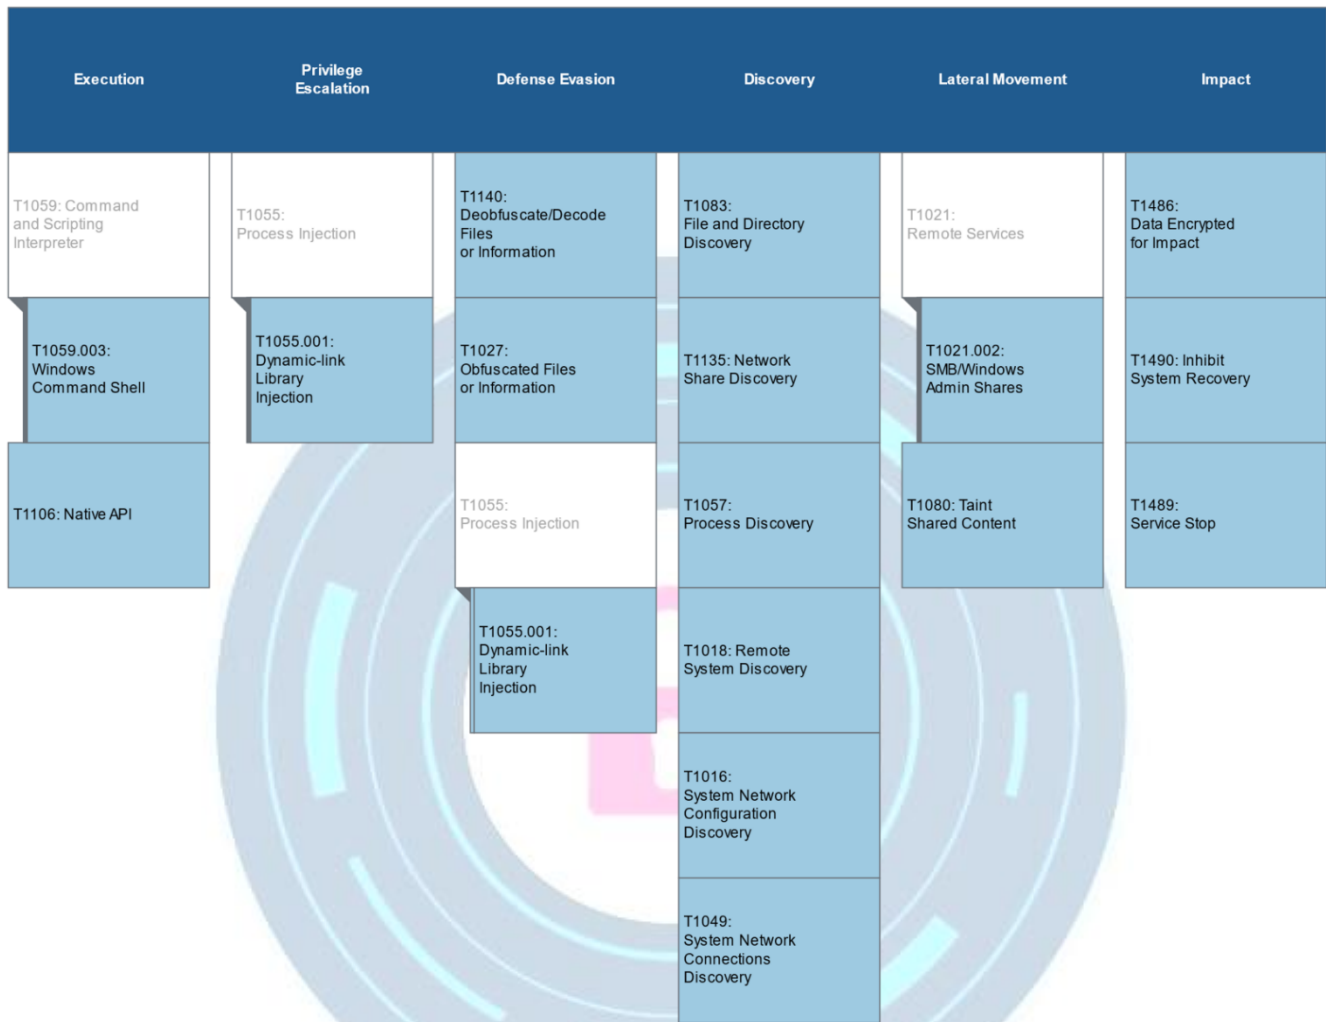 Execution
Privilege
Escalation
Defense Evasion
Discovery
Lateral Movement
Impact
T1059: Command
and Scripting
Interpreter
T1059.003:
Windows
Command Shell
T1106: Native API
T1055:
Process Injection
T1055.001:
Dynamic-link
Library
Injection
T1140:
Deobfuscate/Decode
Files
or Information
T1027:
Obfuscated Files
or Information
T1055:
Process Injection
T1055.001:
Dynamic-link
Library
Injection
T1083:
File and Directory
Discovery
T1135: Network
Share Discovery
T1057:
Process Discovery
T1018: Remote
System Discovery
T1016:
System Network
Configuration
Discovery
T1049:
System Network
Connections
Discovery
T1021:
Remote Services
T1021.002:
SMB/Windows
Admin Shares
T1080: Taint
Shared Content
T1486:
Data Encrypted
for Impact
T1490: Inhibit
System Recovery
T1489:
Service Stop